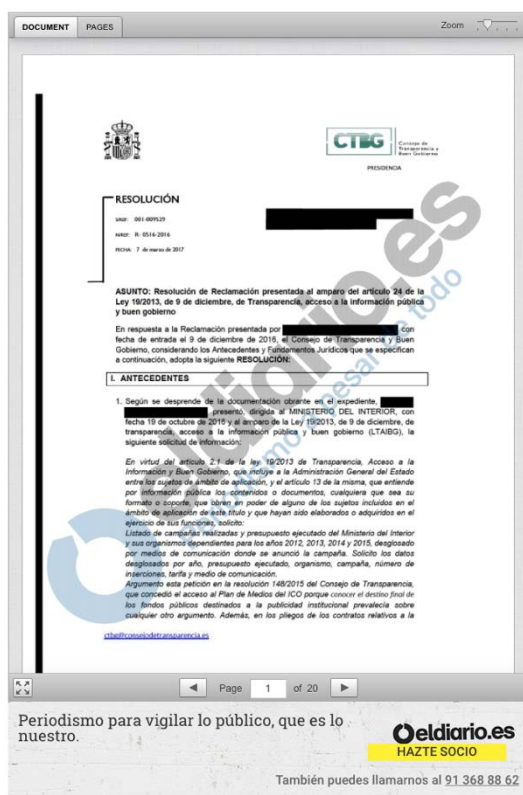 DOCUMENT PAGES Zoom
CTBG Consejo de
Transparencia y
Buen Gobierno
PRESIDENCIA
RESOLUCIÓN
001-009529
R/ 0516-2016
FECHA: 7 de marzo de 2017
ASUNTO: Resolución de Reclamación presentada al amparo del artículo 24 de la
Ley 19/2013, de 9 de diciembre, de Transparencia, acceso a la información pública
y buen gobierno
En respuesta a la Reclamación presentada por con
fecha de entrada el 9 de diciembre de 2016, el Consejo de Transparencia y Buen
Gobierno, considerando los Antecedentes y Fundamentos Jurídicos que se especifican
a continuación, adopta la siguiente RESOLUCIÓN:
I. ANTECEDENTES
1. Según se desprende de la documentación obrante en el expediente,
presentó, dirigida al MINISTERIO DEL INTERIOR, con
fecha 19 de octubre de 2016 y al amparo de la Ley 19/2013, de 9 de diciembre, de
transparencia, acceso a la información pública y buen gobierno (LTAIBG), la
siguiente solicitud de información:
En virtud del artículo 2.1 de la ley 19/2013 de Transparencia, Acceso a la
Información y Buen Gobierno, que incluye a la Administración General del Estado
entre los sujetos de ámbito de aplicación, y el artículo 13 de la misma, que entiende
por información pública los contenidos o documentos, cualquiera que sea su
formato o soporte, que obren en poder de alguno de los sujetos incluidos en el
ámbito de aplicación de este título y que hayan sido elaborados o adquiridos en el
ejercicio de sus funciones, solicito:
Listado de campañas realizadas y presupuesto ejecutado del Ministerio del Interior
y sus organismos dependientes para los años 2012, 2013, 2014 y 2015, desglosado
por medios de comunicación donde se anunció la campaña. Solicito los datos
desglosados por año, presupuesto ejecutado, organismo, campaña, número de
inserciones, tarifa y medio de comunicación.
Argumento esta petición en la resolución 148/2015 del Consejo de Transparencia,
que concedió el acceso al Plan de Medios del ICO porque conocer el destino final de
los fondos públicos destinados a la publicidad institucional prevalecía sobre
cualquier otro argumento. Además, en los pliegos de los contratos relativos a la
ctbg@consejodetransparencia.es
eldiario.es
Periodismo a pesar de todo
Page 1 of 20
Periodismo para vigilar lo público, que es lo
nuestro.
eldiario.es
HAZTE SOCIO
También puedes llamarnos al 91 368 88 62